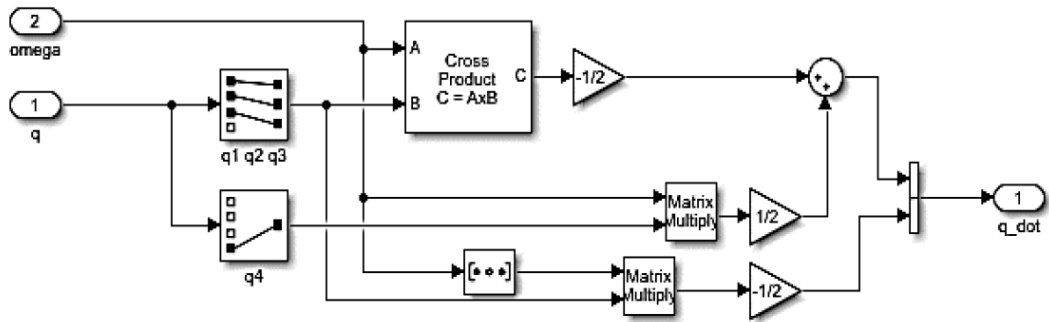 2
omega
1
q
q1 q2 q3
q4
A
B
Cross
Product
C = AxB
C
-1/2
+
+
Matrix
Multiply
1/2
Matrix
Multiply
-1/2
1
q_dot